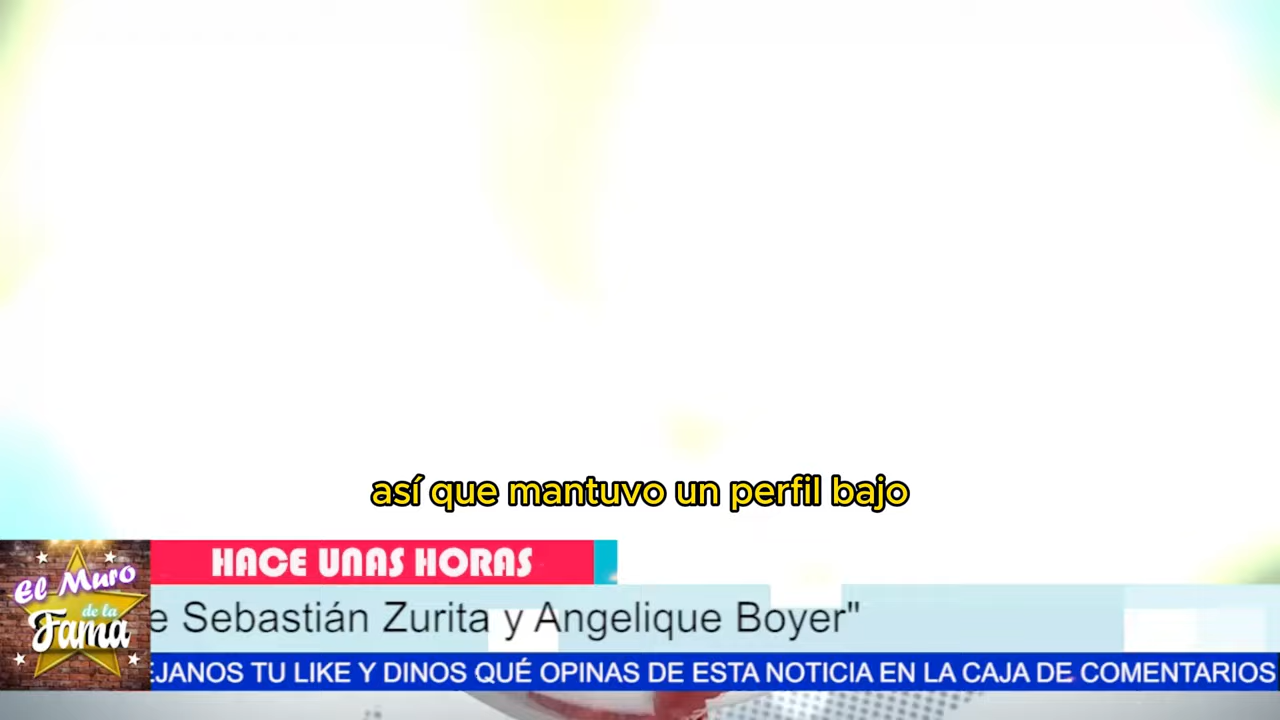 así que mantuvo un perfil bajo
HACE UNAS HORAS
El Muro
de la
Fama
e Sebastián Zurita y Angelique Boyer"
EJANOS TU LIKE Y DINOS QUÉ OPINAS DE ESTA NOTICIA EN LA CAJA DE COMENTARIOS